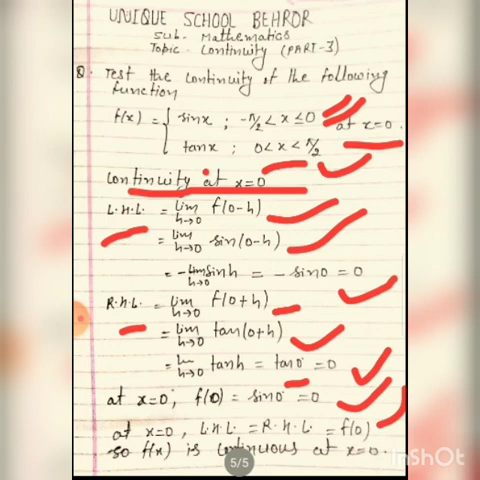 UNIQUE SCHOOL BEHROR
Sub. Mathematics
Topic - Continuity (PART-3)
Q. Test the continuity of the following
function
f(x) = { sinx ; -π/2 < x ≤ 0 at x=0.
tanx ; 0 < x < π/2
Continuity at x=0
L.H.L. = lim h→0 f(0-h)
= lim h→0 sin(0-h)
= -lim h→0 sinh = - sin0 = 0
R.H.L. = lim h→0 f(0+h)
= lim h→0 tan(0+h)
= lim h→0 tanh = tan0 = 0
at x=0; f(0) = sin0 = 0
at x=0, L.H.L. = R.H.L. = f(0)
so f(x) is continuous at x=0.
5/5
InShOt